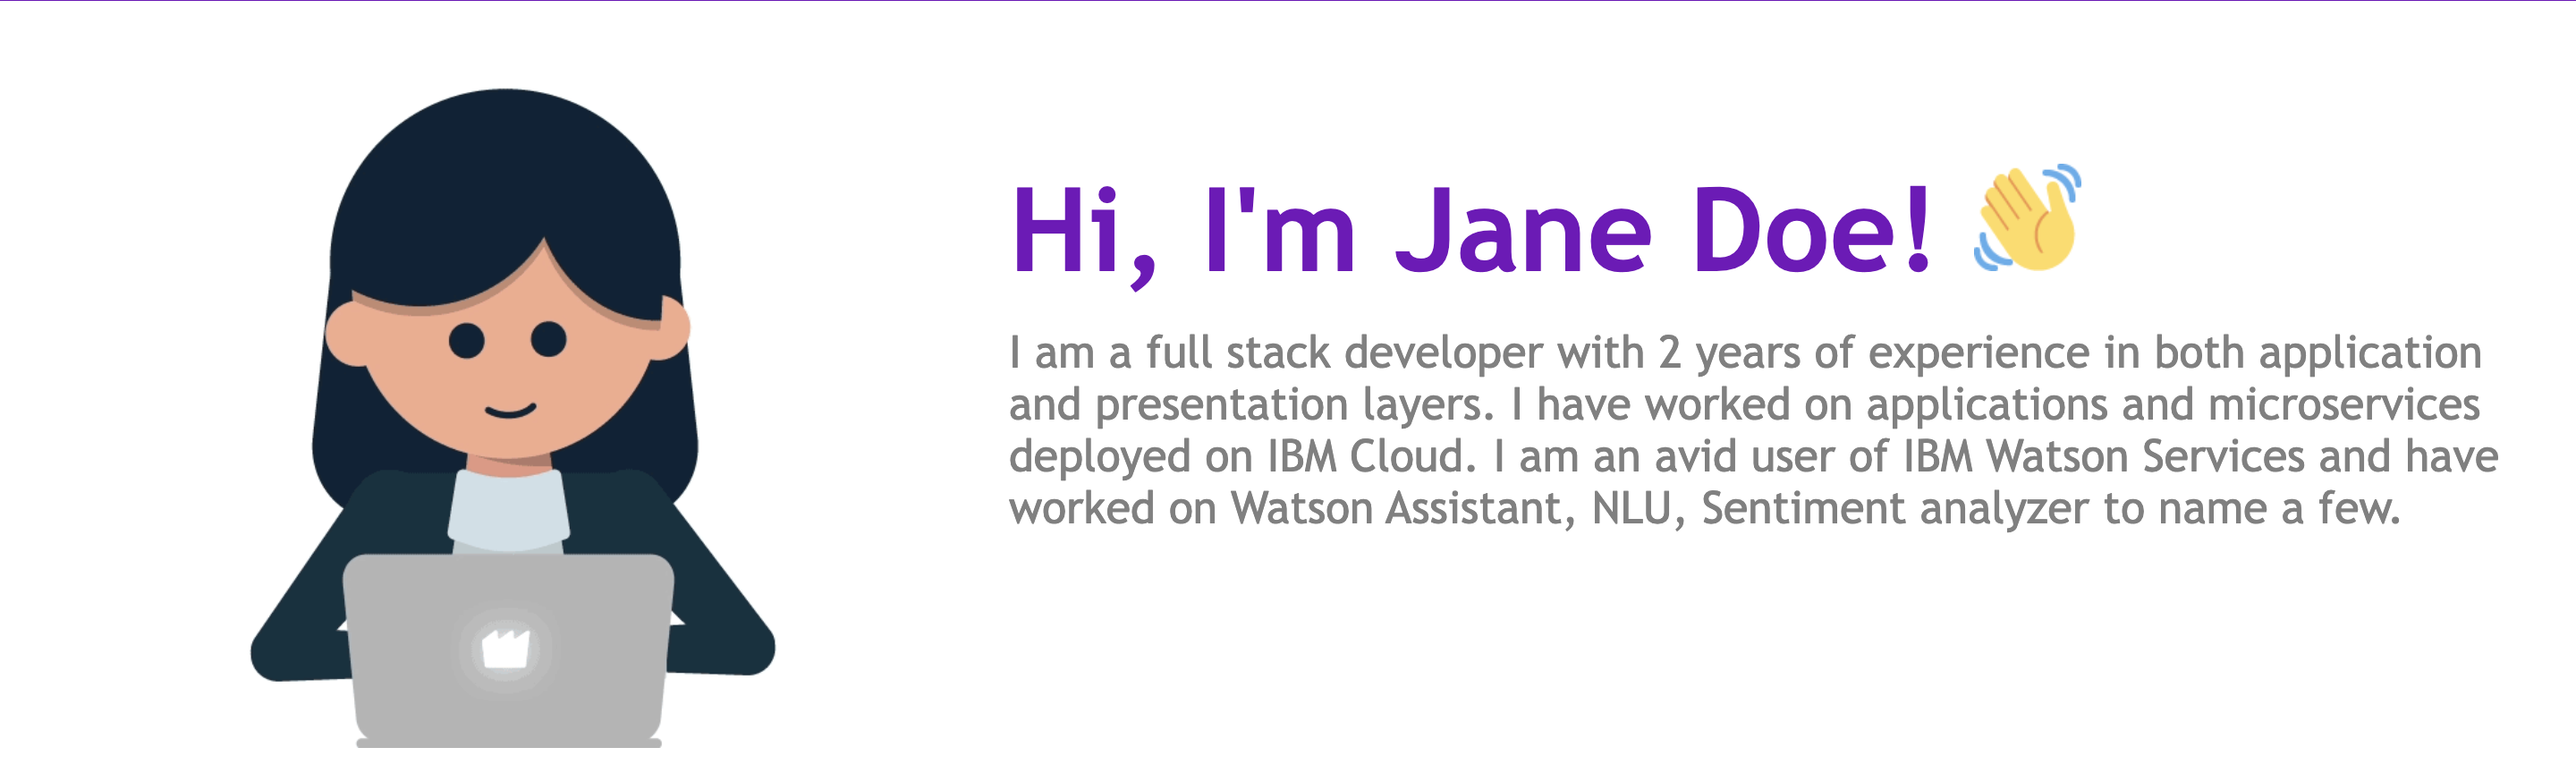 Hi, I'm Jane Doe! 👋
I am a full stack developer with 2 years of experience in both application
and presentation layers. I have worked on applications and microservices
deployed on IBM Cloud. I am an avid user of IBM Watson Services and have
worked on Watson Assistant, NLU, Sentiment analyzer to name a few.